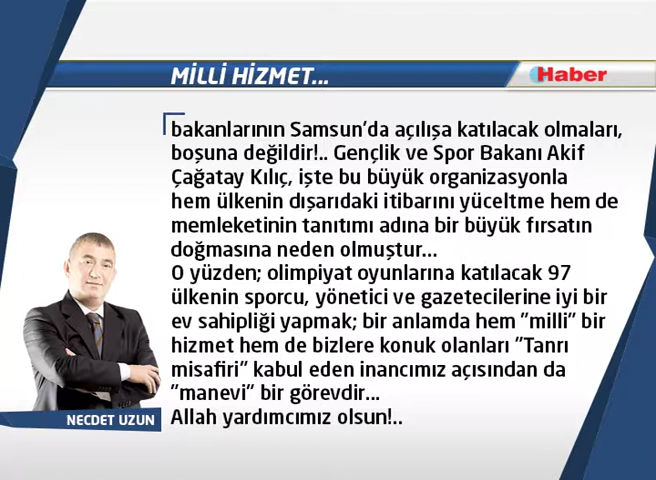 MİLLİ HİZMET...
Haber
bakanlarının Samsun'da açılışa katılacak olmaları,
boşuna değildir!.. Gençlik ve Spor Bakanı Akif
Çağatay Kılıç, işte bu büyük organizasyonla
hem ülkenin dışarıdaki itibarını yüceltme hem de
memleketinin tanıtımı adına bir büyük fırsatın
doğmasına neden olmuştur...
O yüzden; olimpiyat oyunlarına katılacak 97
ülkenin sporcu, yönetici ve gazetecilerine iyi bir
ev sahipliği yapmak; bir anlamda hem "milli" bir
hizmet hem de bizlere konuk olanları "Tanrı
misafiri" kabul eden inancımız açısından da
"manevi" bir görevdir...
Allah yardımcımız olsun!..
NECDET UZUN